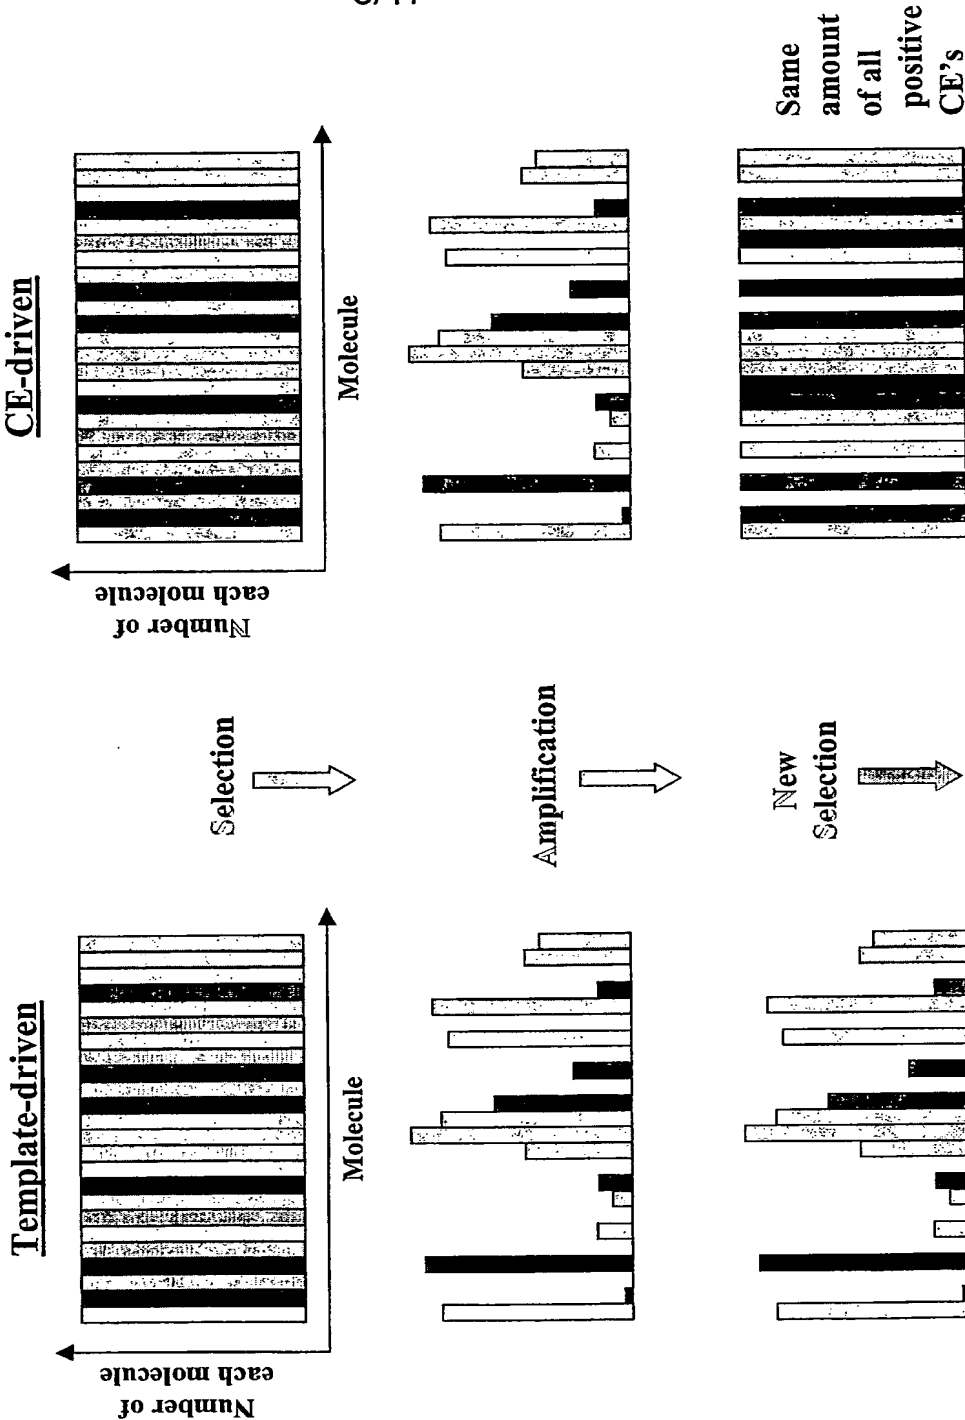 Template-driven
CE-driven
Number of
each molecule
Molecule
Selection
Number of
each molecule
Molecule
Amplification
New
Selection
Same
amount
of all
positive
CE's